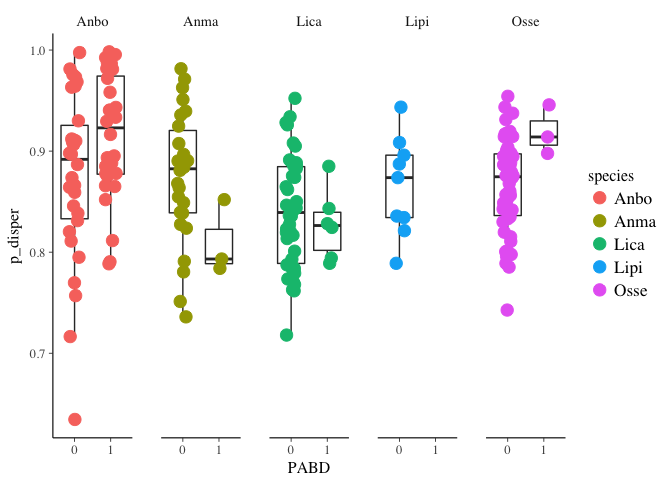 Anbo Anma Lica Lipi Osse
1.0
0.9
0.8
0.7
p_disper
0 1 0 1 0 1 0 1 0 1
PABD
species
Anbo
Anma
Lica
Lipi
Osse